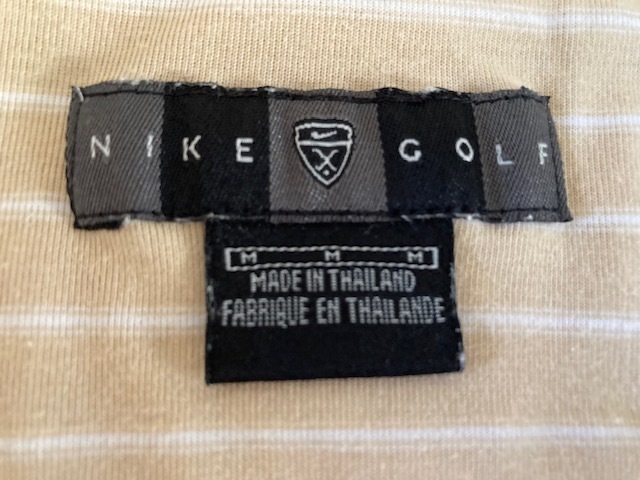 NIKE GOLF
M M M
MADE IN THAILAND
FABRIQUE EN THAILANDE